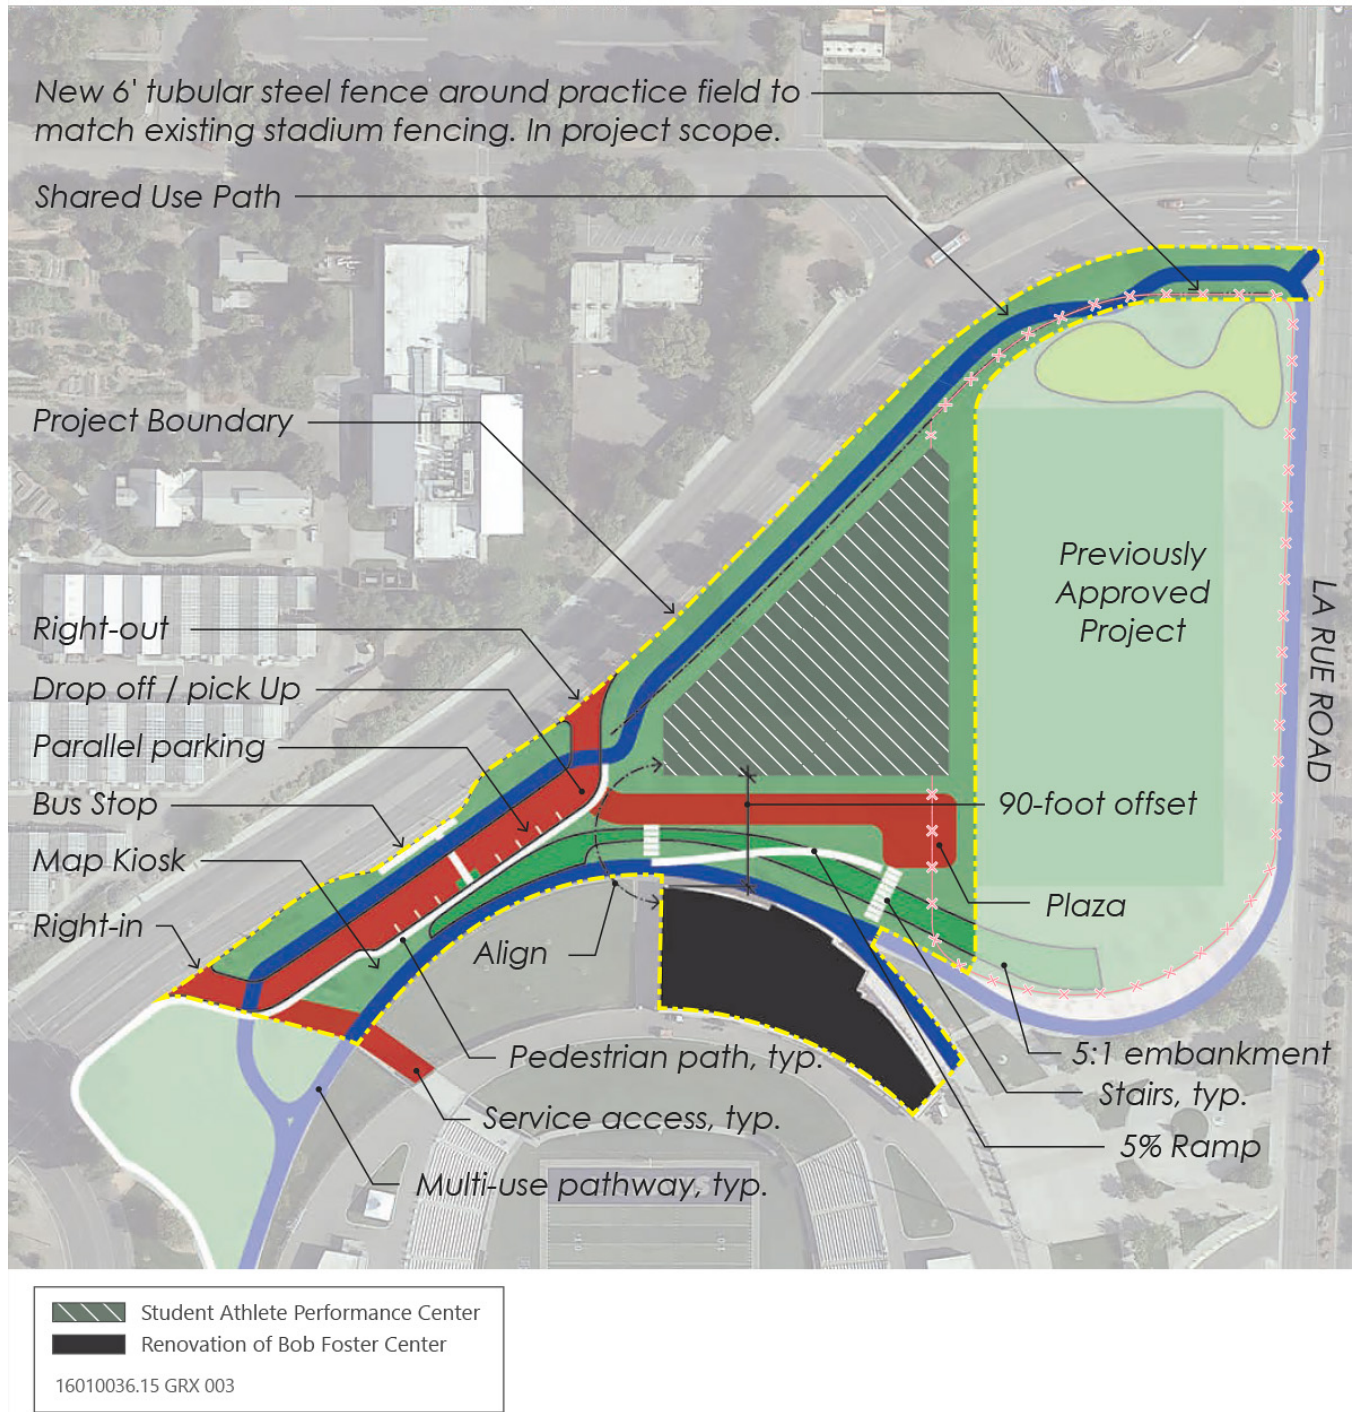 New 6' tubular steel fence around practice field to
match existing stadium fencing. In project scope.
Shared Use Path
Project Boundary
Previously
Approved
Project
LA RUE ROAD
Right-out
Drop off / pick Up
Parallel parking
Bus Stop
90-foot offset
Map Kiosk
Plaza
Right-in
Align
Pedestrian path, typ.
5:1 embankment
Stairs, typ.
Service access, typ.
5% Ramp
Multi-use pathway, typ.
Student Athlete Performance Center
Renovation of Bob Foster Center
16010036.15 GRX 003